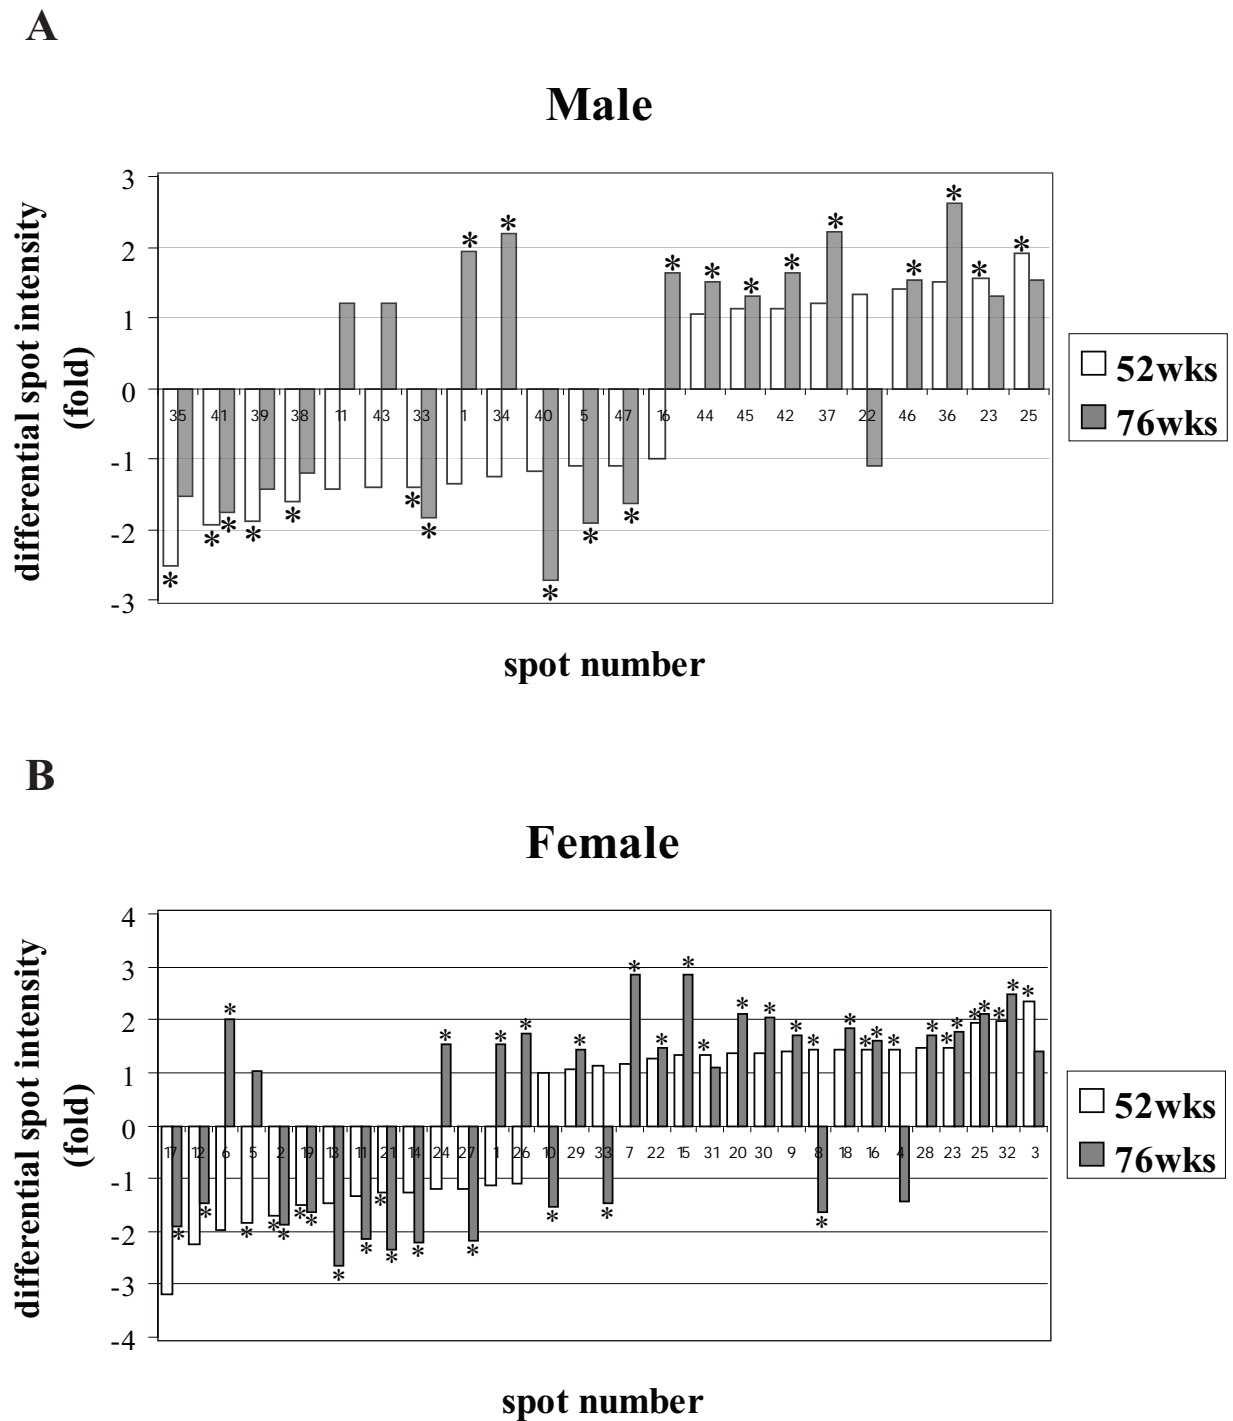 A
Male
differential spot intensity
(fold)
3
2
1
0
-1
-2
-3
35 41 39 38 11 43 33 1 34 40 5 47 16 44 45 42 37 22 46 36 23 25
* * * * * * * * * * * * * * * * * * * * * *
spot number
52wks
76wks
B
Female
differential spot intensity
(fold)
4
3
2
1
0
-1
-2
-3
-4
17 12 6 5 2 19 13 11 21 14 24 27 1 26 10 29 33 7 22 15 31 20 30 9 8 18 16 4 28 23 25 32 3
spot number
52wks
76wks